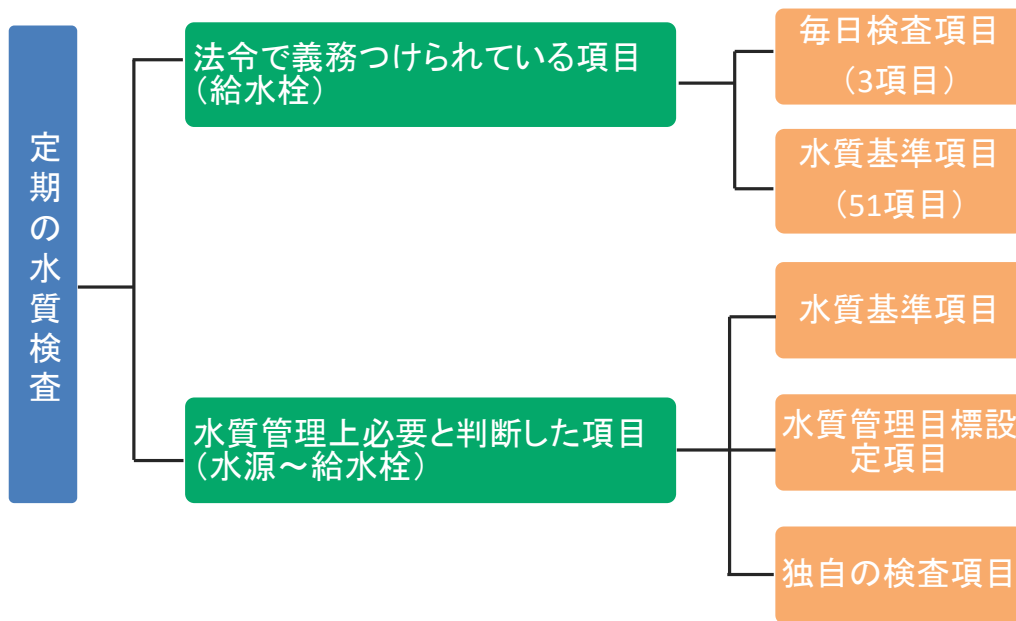 定期の水質検査
法令で義務つけられている項目
（給水栓）
毎日検査項目
（3項目）
水質基準項目
（51項目）
水質管理上必要と判断した項目
（水源～給水栓）
水質基準項目
水質管理目標設
定項目
独自の検査項目